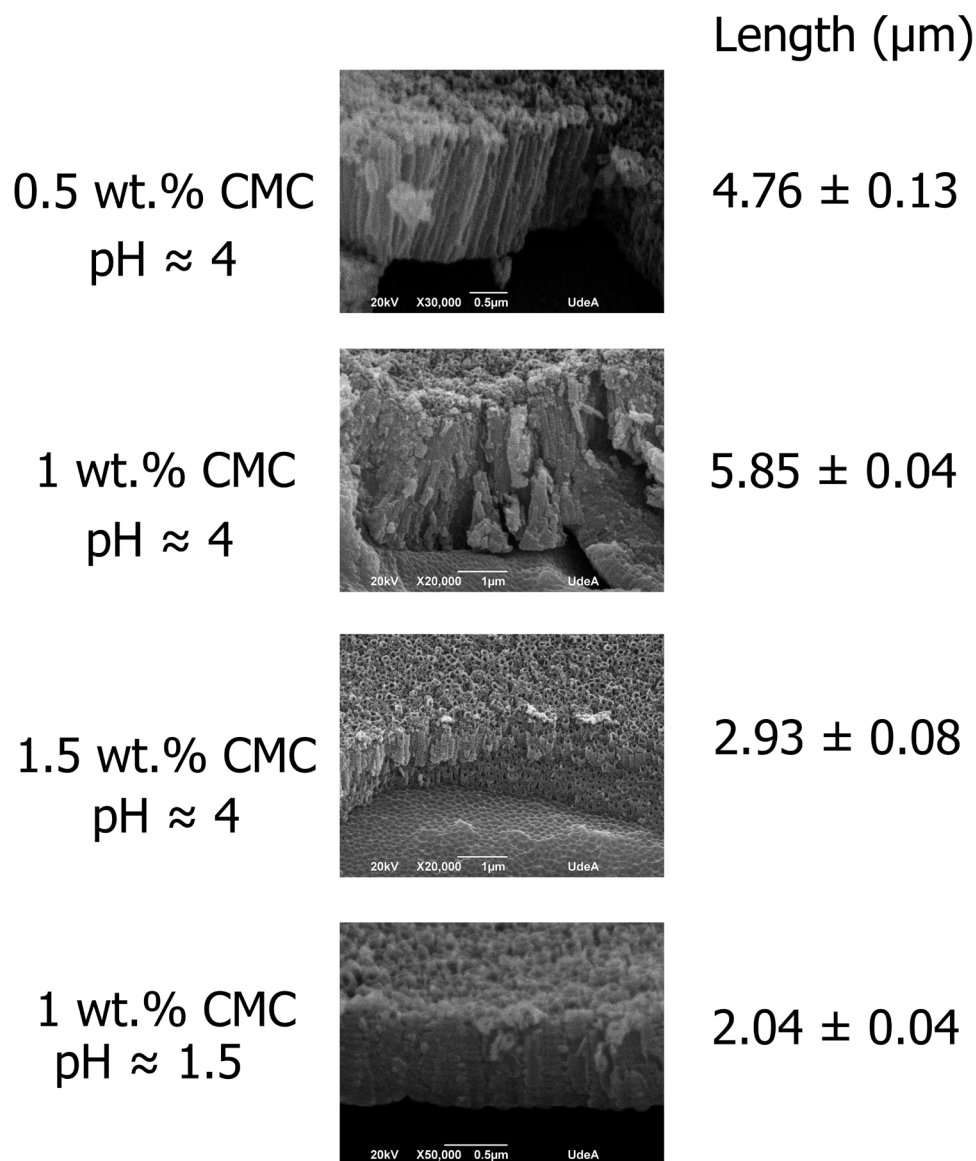 Length (µm)
0.5 wt.% CMC
pH ≈ 4
20kV X30,000 0.5µm UdeA
4.76 ± 0.13
1 wt.% CMC
pH ≈ 4
20kV X20,000 1µm UdeA
5.85 ± 0.04
1.5 wt.% CMC
pH ≈ 4
20kV X20,000 1µm UdeA
2.93 ± 0.08
1 wt.% CMC
pH ≈ 1.5
20kV X50,000 0.5µm UdeA
2.04 ± 0.04